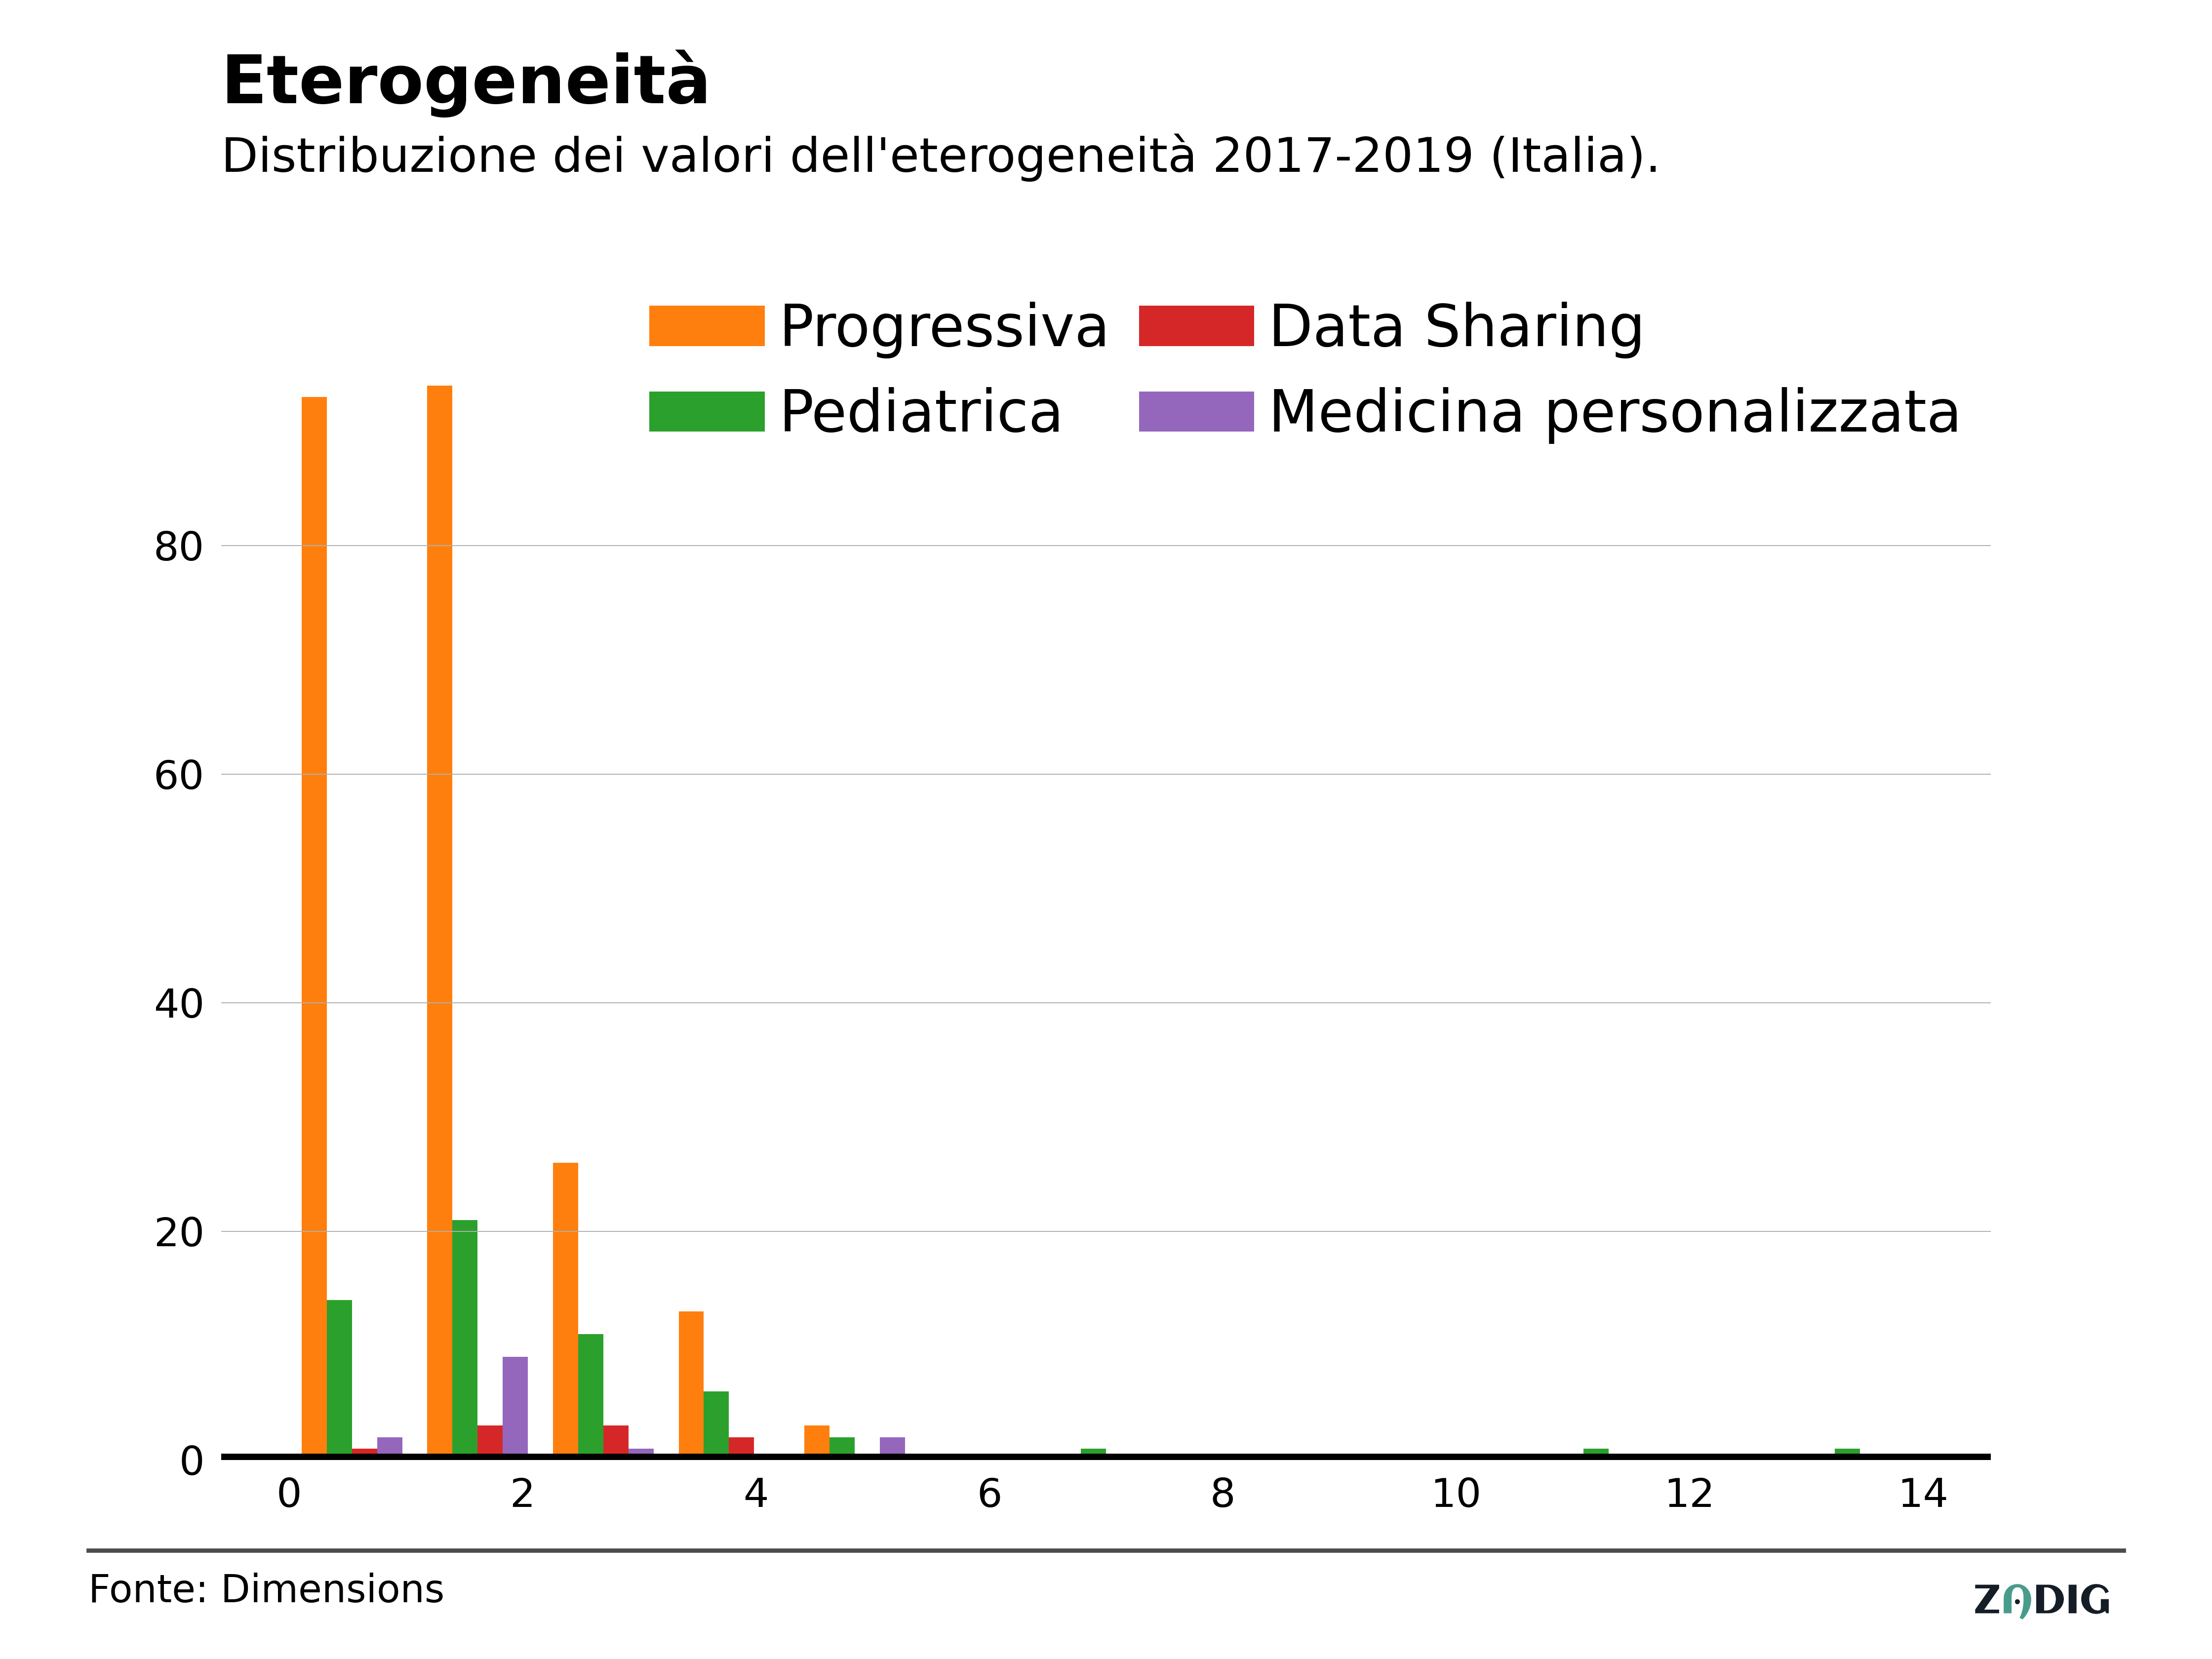 Eterogeneità
Distribuzione dei valori dell'eterogeneità 2017-2019 (Italia).
Progressiva
Data Sharing
Pediatrica
Medicina personalizzata
80
60
40
20
0
0 2 4 6 8 10 12 14
Fonte: Dimensions
ZADIG